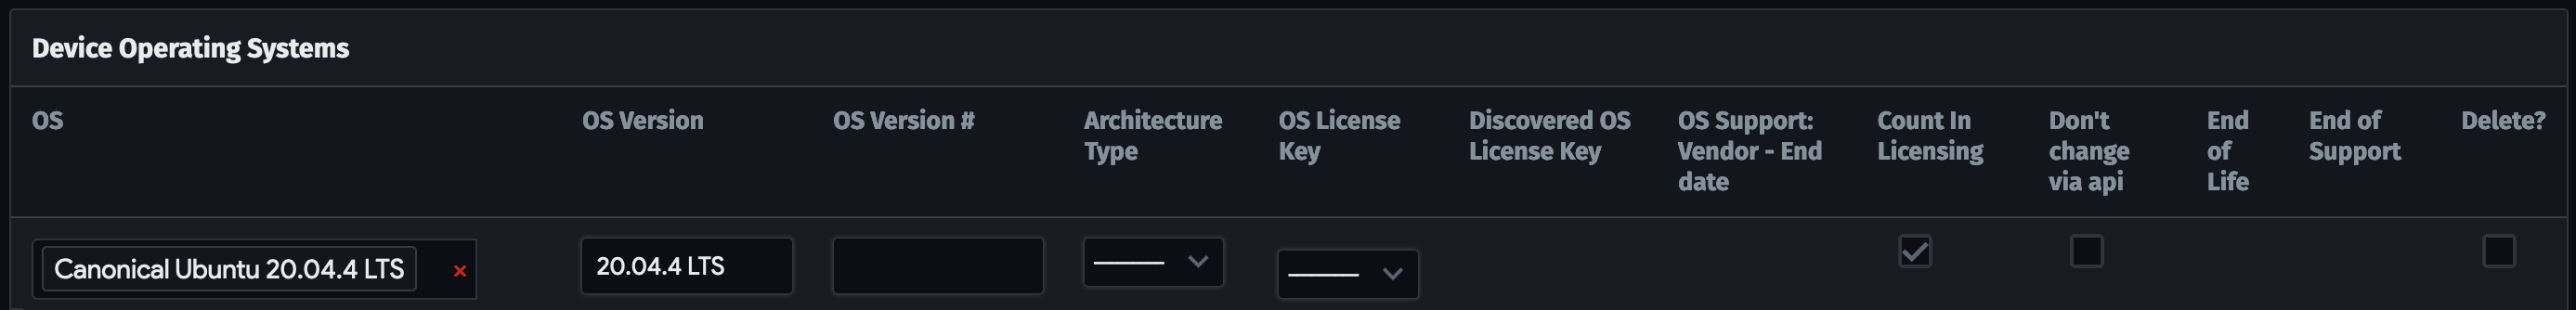 Device Operating Systems
OS
OS Version
OS Version #
Architecture
Type
OS License
Key
Discovered OS
License Key
OS Support:
Vendor - End
date
Count In
Licensing
Don't
change
via api
End
of
Life
End of
Support
Delete?
Canonical Ubuntu 20.04.4 LTS
20.04.4 LTS